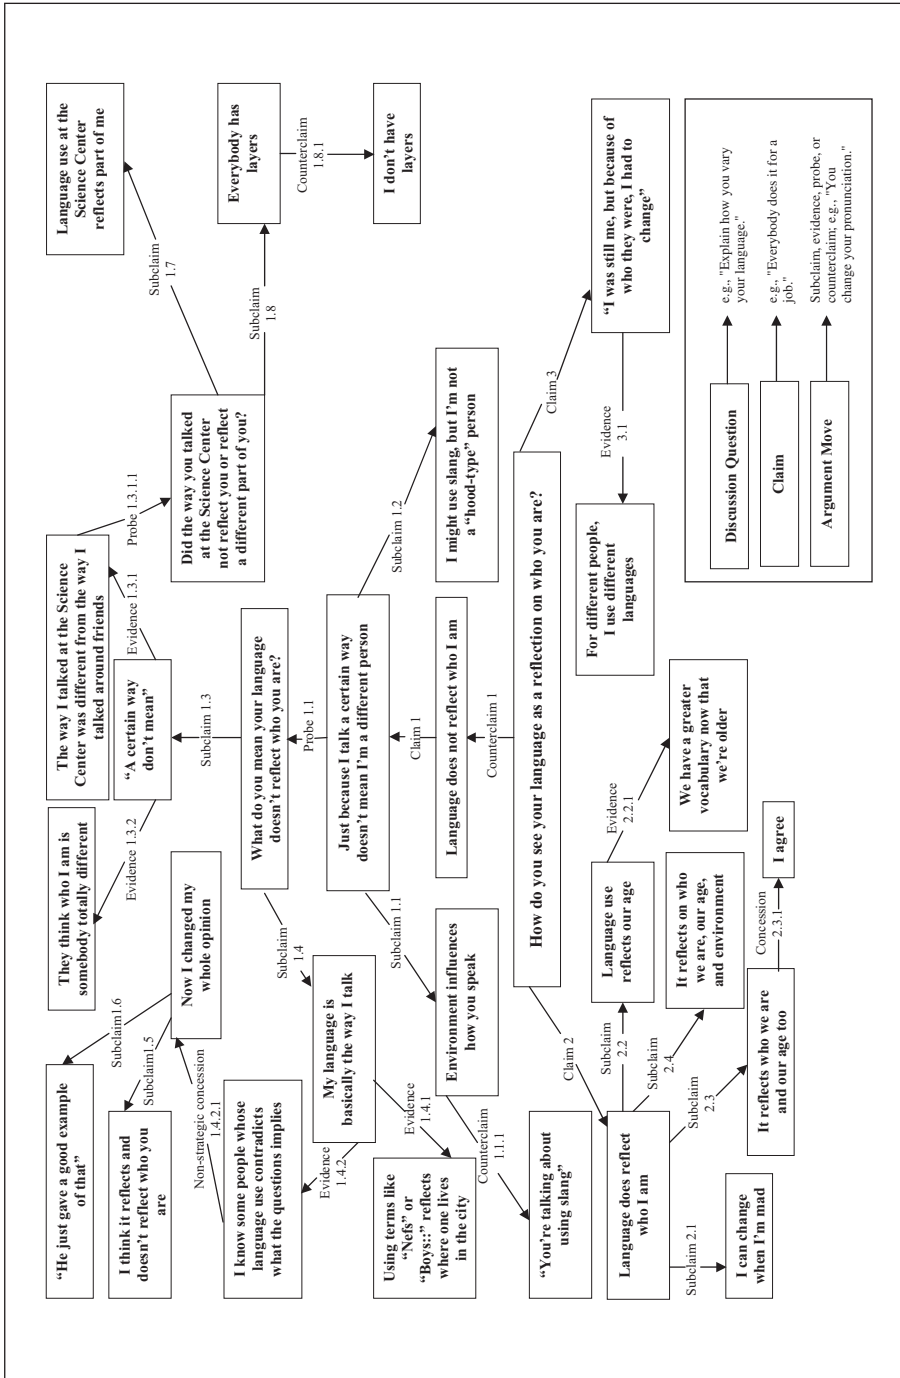 Language use at the
Science Center
reflects part of me
Subclaim
1.7
Everybody has
layers
Counterclaim
1.8.1
I don't have
layers
Subclaim
1.8
The way I talked at the Science
Center was different from the way I
talked around friends
Probe 1.3.1.1
Did the way you talked
at the Science Center
not reflect you or reflect
a different part of you?
Evidence 1.3.1
"A certain way
don't mean"
Evidence 1.3.2
They think who I am is
somebody totally different
Subclaim 1.3
What do you mean your language
doesn't reflect who you are?
Probe 1.1
Just because I talk a certain way
doesn't mean I'm a different person
Subclaim 1.2
I might use slang, but I'm not
a "hood-type" person
Claim 1
Language does not reflect who I am
Counterclaim 1
How do you see your language as a reflection on who you are?
Claim 3
"I was still me, but because of
who they were, I had to
change"
Evidence
3.1
For different people,
I use different
languages
Subclaim
1.4
My language is
basically the way I talk
Subclaim 1.1
Environment influences
how you speak
Counterclaim
1.1.1
"You're talking about
using slang"
Evidence
1.4.1
Using terms like
"Nefs" or
"Boys::" reflects
where one lives
in the city
Evidence
1.4.2
I know some people whose
language use contradicts
what the questions implies
Non-strategic concession
1.4.2.1
Now I changed my
whole opinion
Subclaim1.5
I think it reflects and
doesn't reflect who you
are
Subclaim1.6
"He just gave a good example
of that"
Claim 2
Language does reflect
who I am
Subclaim 2.1
I can change
when I'm mad
Subclaim
2.2
Language use
reflects our age
Evidence
2.2.1
We have a greater
vocabulary now that
we're older
Subclaim
2.4
It reflects on who
we are, our age,
and environment
Subclaim
2.3
It reflects who we are
and our age too
Concession
2.3.1
I agree
Discussion Question
e.g., "Explain how you vary
your language."
Claim
e.g., "Everybody does it for a
job."
Argument Move
Subclaim, evidence, probe, or
counterclaim; e.g., "You
change your pronunciation."